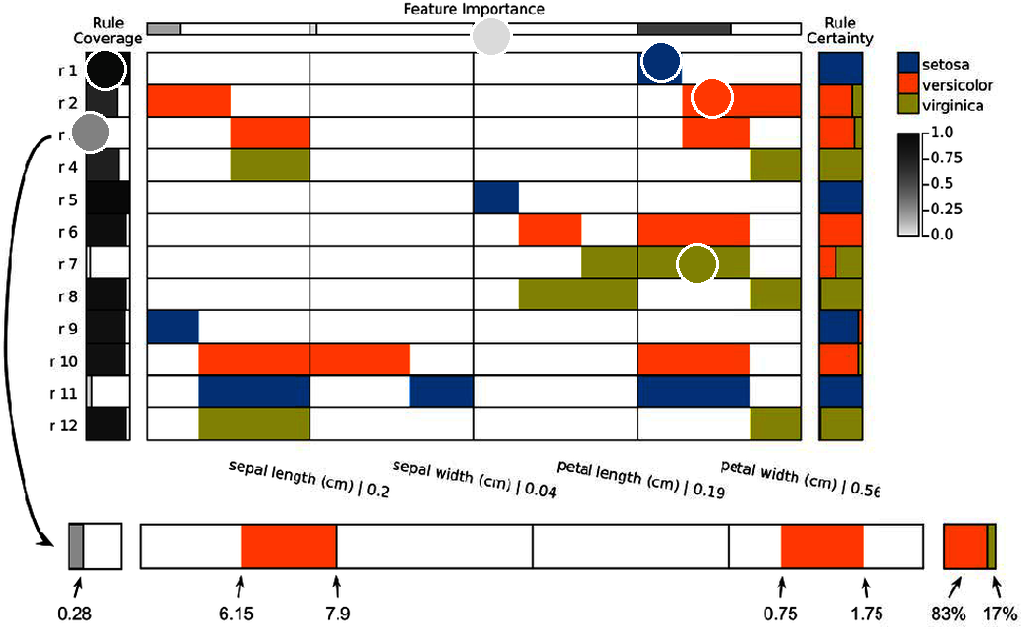 Feature Importance
Rule
Coverage
Rule
Certainty
r 1
r 2
r
r 4
r 5
r 6
r 7
r 8
r 9
r 10
r 11
r 12
setosa
versicolor
virginica
1.0
0.75
0.5
0.25
0.0
sepal length (cm) | 0.2
sepal width (cm) | 0.04
petal length (cm) | 0.19
petal width (cm) | 0.56
0.28
6.15
7.9
0.75
1.75
83%
17%